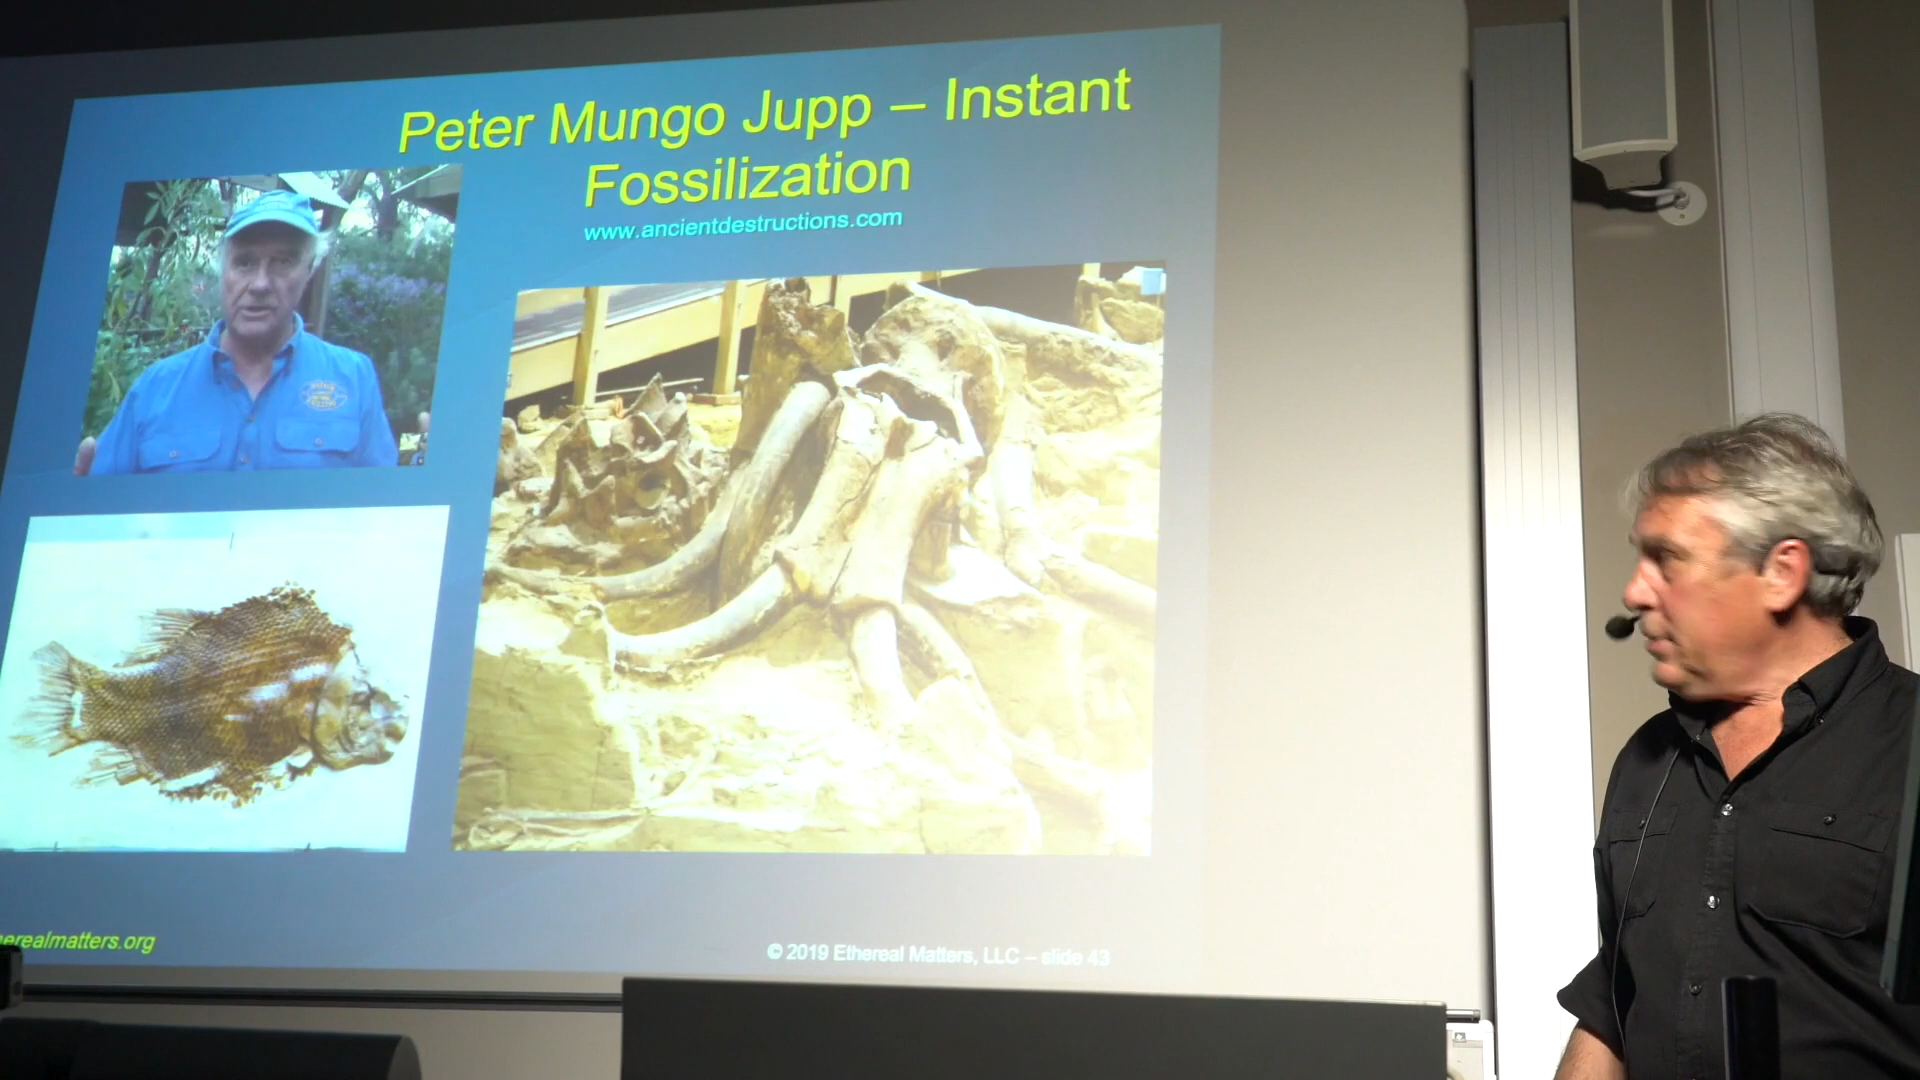 Peter Mungo Jupp – Instant
Fossilization
www.ancientdestructions.com
erealmatters.org
© 2019 Ethereal Matters, LLC – slide 43